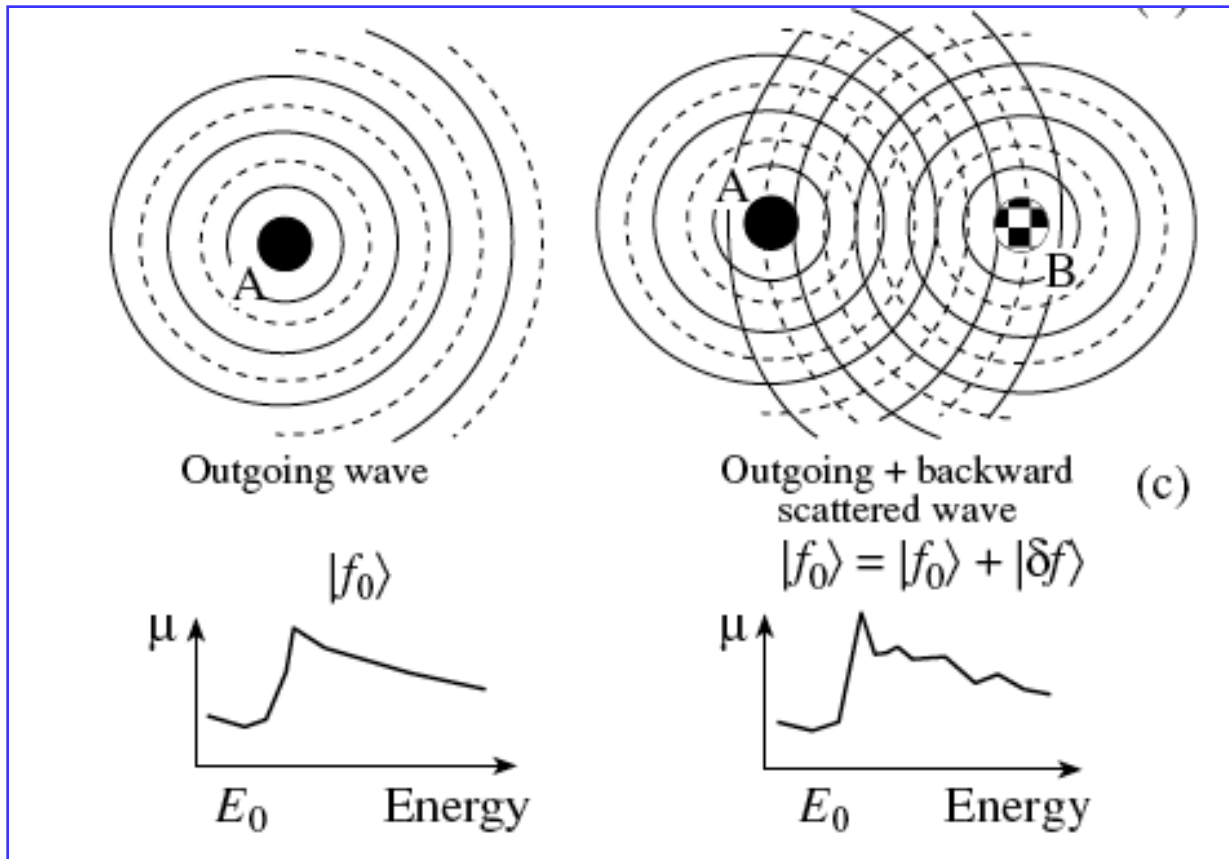 A
A
B
Outgoing wave
Outgoing + backward
scattered wave
(c)
|f₀⟩
|f₀⟩ = |f₀⟩ + |δf⟩
μ
E₀
Energy
μ
E₀
Energy